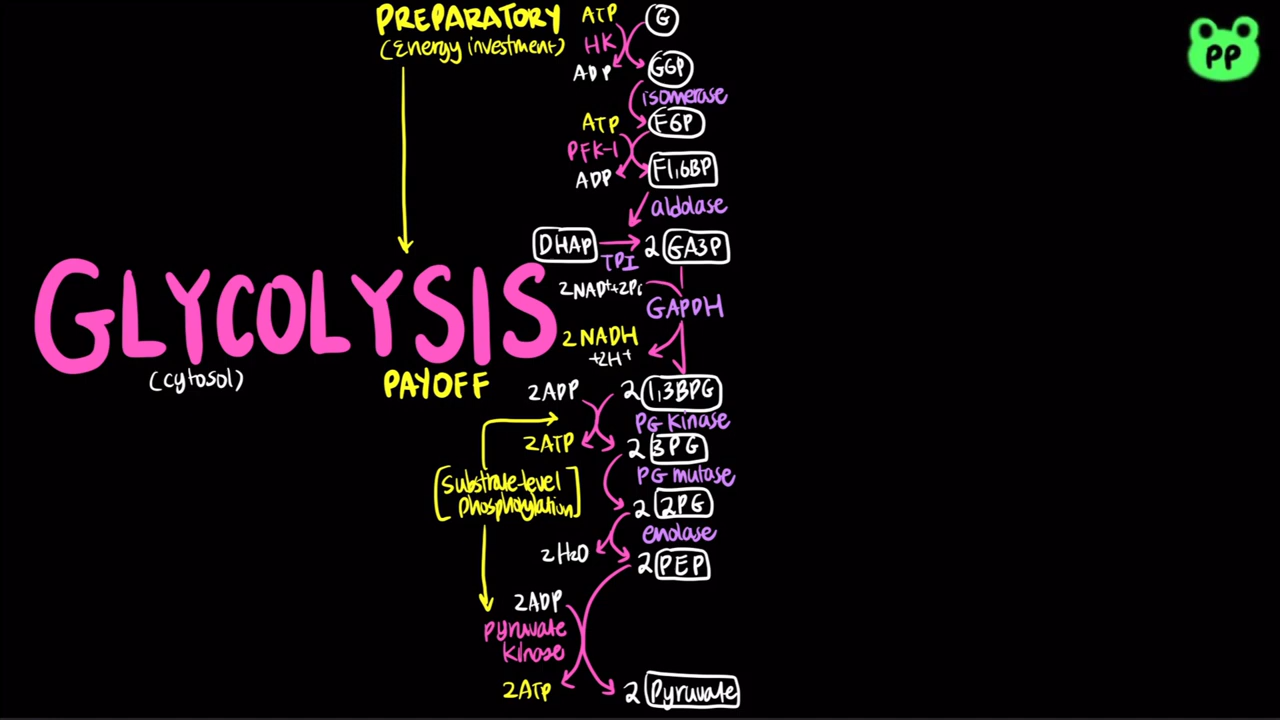 PREPARATORY
(Energy investment)
ATP
G
HK
ADP
G6P
isomerase
ATP
F6P
PFK-1
ADP
F1,6BP
aldolase
DHAP
2 GA3P
TPI
2NAD⁺+2Pi
GAPDH
2NADH
+2H⁺
GLYCOLYSIS
(cytosol)
PAYOFF
2ADP
2 1,3BPG
PG Kinase
2ATP
2 3PG
PG mutase
[Substrate-level
phosphorylation]
2 2PG
enolase
2H2O
2 PEP
2ADP
pyruvate
kinase
2ATP
2 Pyruvate
PP